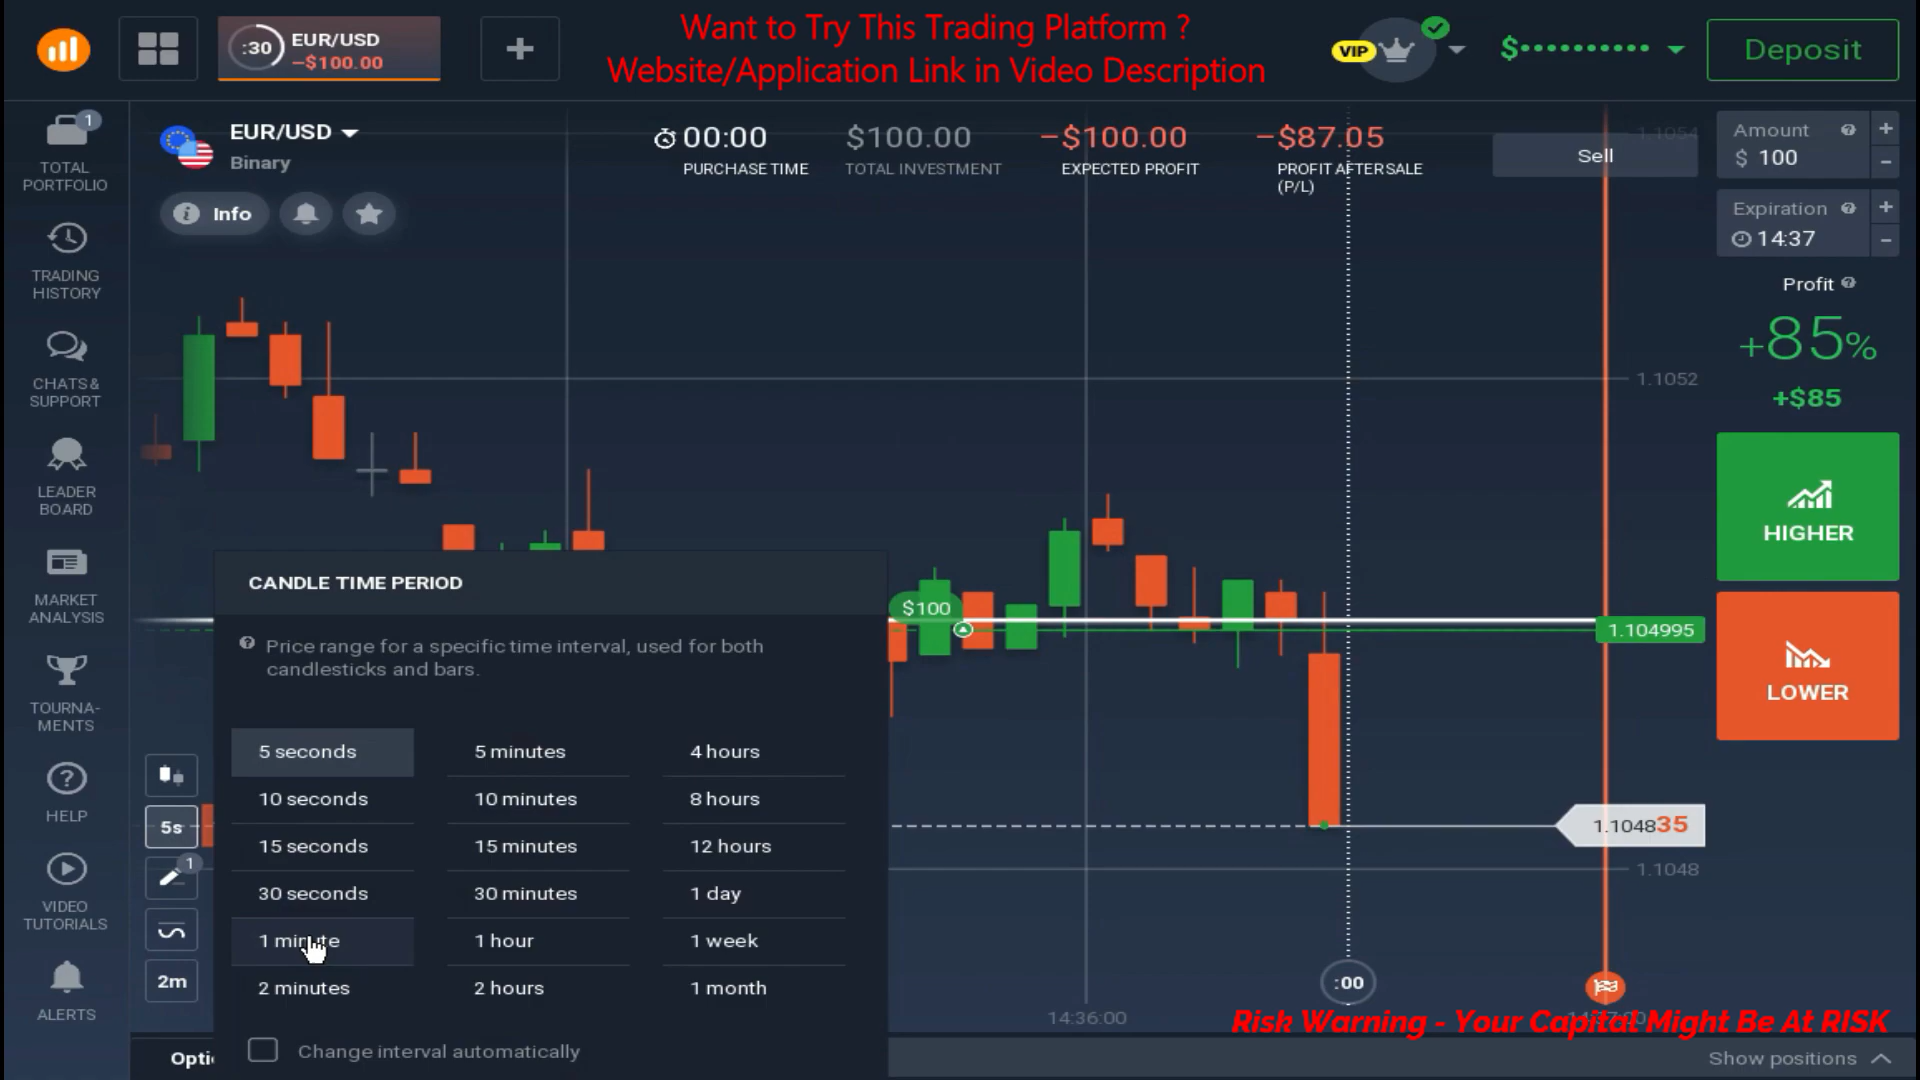 Want to Try This Trading Platform ?
Website/Application Link in Video Description
:30
EUR/USD
−$100.00
VIP
$••••••••••
Deposit
1
TOTAL
PORTFOLIO
TRADING
HISTORY
CHATS &
SUPPORT
LEADER
BOARD
MARKET
ANALYSIS
TOURNA-
MENTS
HELP
VIDEO
TUTORIALS
ALERTS
EUR/USD
Binary
Info
00:00
PURCHASE TIME
$100.00
TOTAL INVESTMENT
−$100.00
EXPECTED PROFIT
−$87.05
PROFIT AFTER SALE
(P/L)
Sell
1.1054
Amount
$ 100
Expiration
14:37
Profit
+85%
+$85
HIGHER
LOWER
1.1052
$100
1.104995
1.104835
1.1048
CANDLE TIME PERIOD
Price range for a specific time interval, used for both
candlesticks and bars.
5 seconds
5 minutes
4 hours
10 seconds
10 minutes
8 hours
15 seconds
15 minutes
12 hours
30 seconds
30 minutes
1 day
1 minute
1 hour
1 week
2 minutes
2 hours
1 month
Change interval automatically
5s
1
2m
:00
14:36:00
14:37:00
Risk Warning - Your Capital Might Be At RISK
Show positions